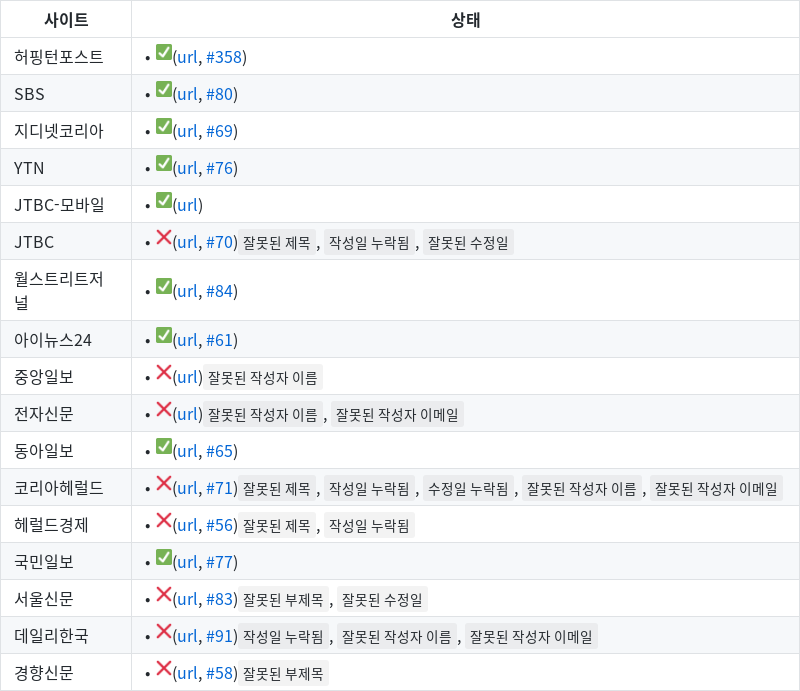 사이트 상태
허핑턴포스트 • ✅(url, #358)
SBS • ✅(url, #80)
지디넷코리아 • ✅(url, #69)
YTN • ✅(url, #76)
JTBC-모바일 • ✅(url)
JTBC • ❌(url, #70) 잘못된 제목 , 작성일 누락됨 , 잘못된 수정일
월스트리트저
널 • ✅(url, #84)
아이뉴스24 • ✅(url, #61)
중앙일보 • ❌(url) 잘못된 작성자 이름
전자신문 • ❌(url) 잘못된 작성자 이름 , 잘못된 작성자 이메일
동아일보 • ✅(url, #65)
코리아헤럴드 • ❌(url, #71) 잘못된 제목 , 작성일 누락됨 , 수정일 누락됨 , 잘못된 작성자 이름 , 잘못된 작성자 이메일
헤럴드경제 • ❌(url, #56) 잘못된 제목 , 작성일 누락됨
국민일보 • ✅(url, #77)
서울신문 • ❌(url, #83) 잘못된 부제목 , 잘못된 수정일
데일리한국 • ❌(url, #91) 작성일 누락됨 , 잘못된 작성자 이름 , 잘못된 작성자 이메일
경향신문 • ❌(url, #58) 잘못된 부제목